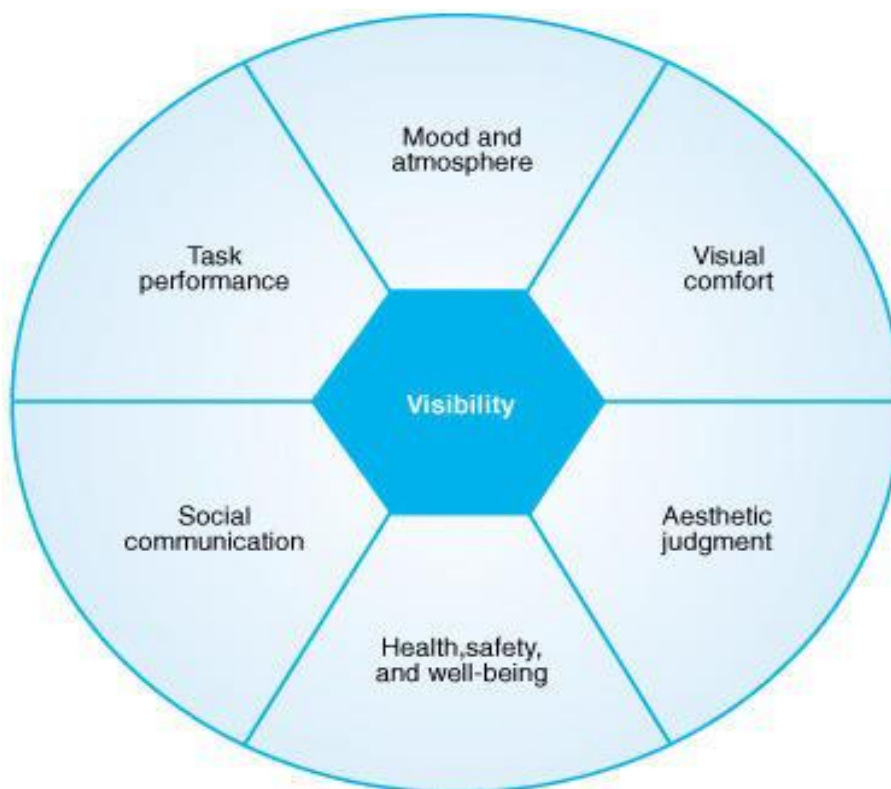 Mood and
atmosphere
Task
performance
Visual
comfort
Visibility
Social
communication
Aesthetic
judgment
Health,safety,
and well-being